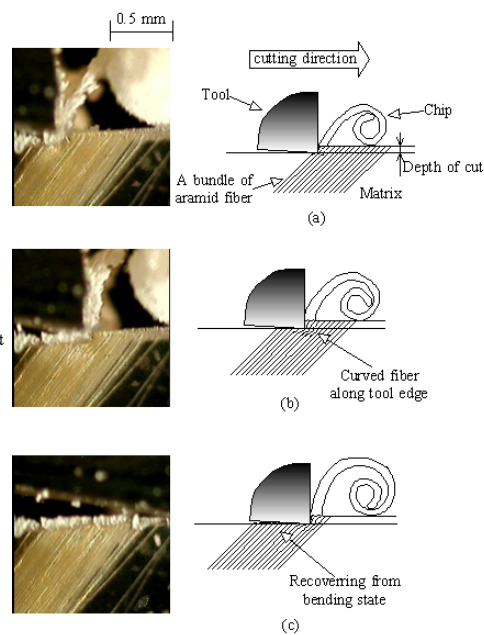 0.5 mm
cutting direction
Tool
Chip
Depth of cut
A bundle of
aramid fiber
Matrix
(a)
t
Curved fiber
along tool edge
(b)
Recoverring from
bending state
(c)